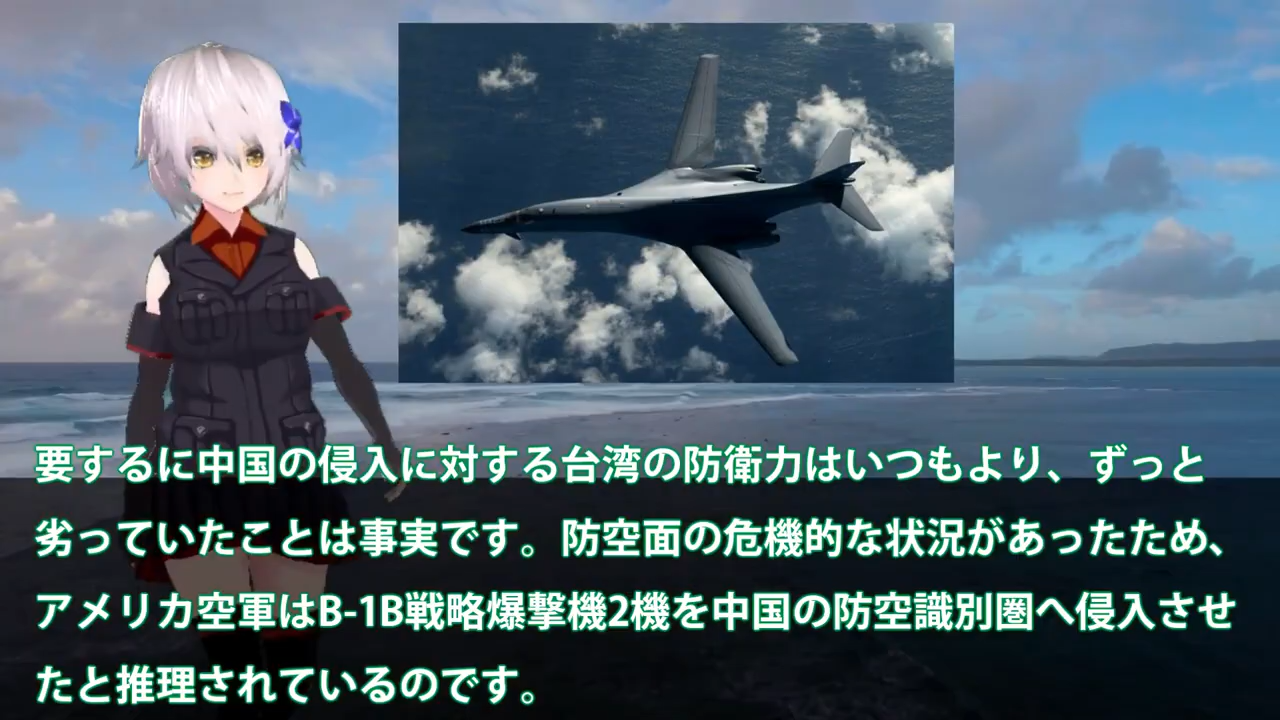 要するに中国の侵入に対する台湾の防衛力はいつもより、ずっと
劣っていたことは事実です。防空面の危機的な状況があったため、
アメリカ空軍はB-1B戦略爆撃機2機を中国の防空識別圏へ侵入させ
たと推理されているのです。